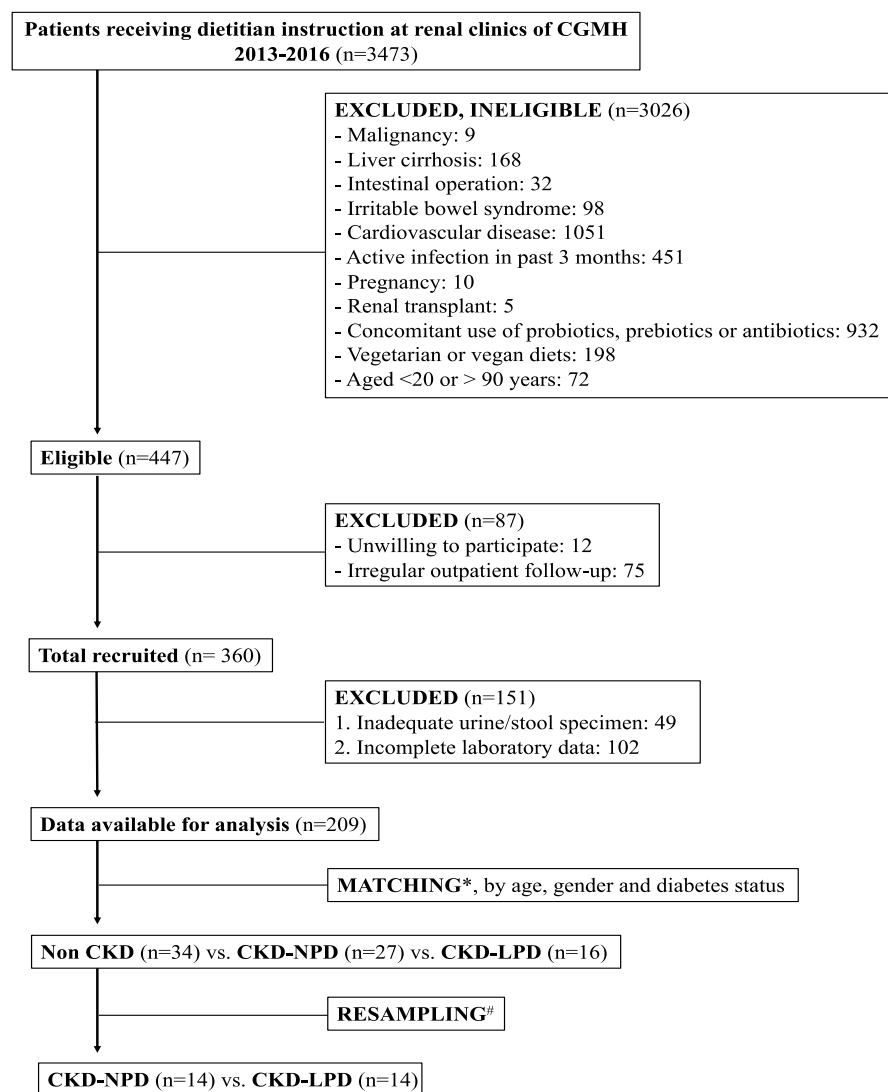 Patients receiving dietitian instruction at renal clinics of CGMH
2013-2016 (n=3473)
EXCLUDED, INELIGIBLE (n=3026)
- Malignancy: 9
- Liver cirrhosis: 168
- Intestinal operation: 32
- Irritable bowel syndrome: 98
- Cardiovascular disease: 1051
- Active infection in past 3 months: 451
- Pregnancy: 10
- Renal transplant: 5
- Concomitant use of probiotics, prebiotics or antibiotics: 932
- Vegetarian or vegan diets: 198
- Aged <20 or > 90 years: 72
Eligible (n=447)
EXCLUDED (n=87)
- Unwilling to participate: 12
- Irregular outpatient follow-up: 75
Total recruited (n= 360)
EXCLUDED (n=151)
1. Inadequate urine/stool specimen: 49
2. Incomplete laboratory data: 102
Data available for analysis (n=209)
MATCHING*, by age, gender and diabetes status
Non CKD (n=34) vs. CKD-NPD (n=27) vs. CKD-LPD (n=16)
RESAMPLING#
CKD-NPD (n=14) vs. CKD-LPD (n=14)